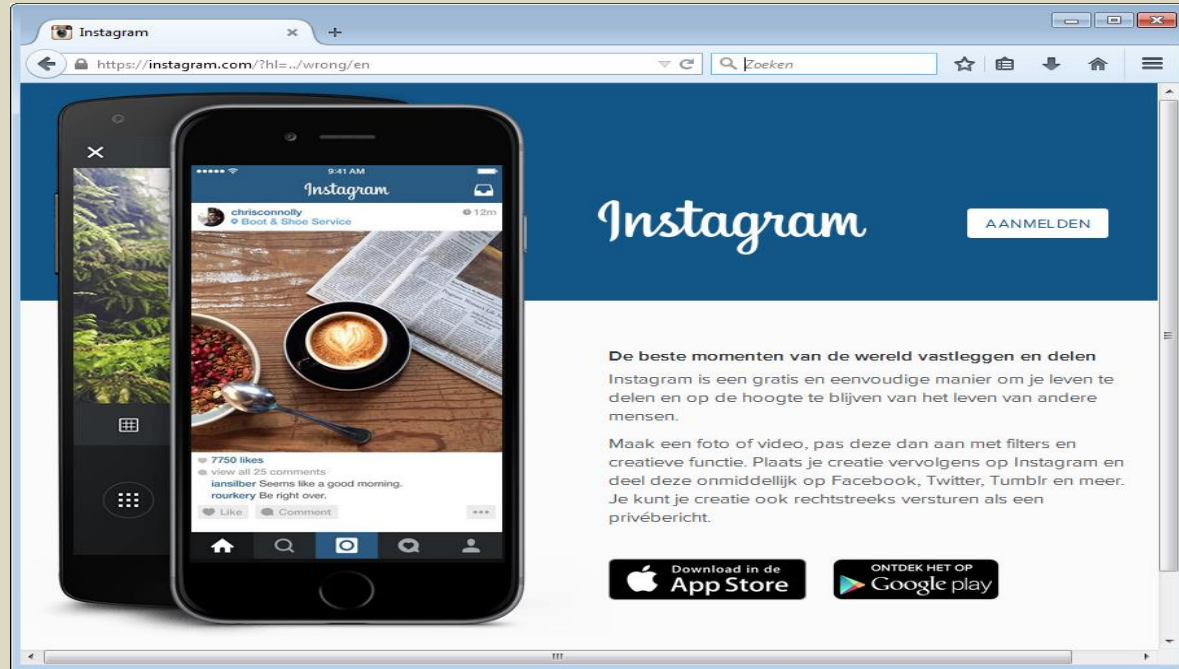 Instagram
https://instagram.com/?hl=../wrong/en
Zoeken
9:41 AM
Instagram
chrisconnolly
Boot & Shoe Service
12m
7750 likes
view all 25 comments
iansilber Seems like a good morning.
rourkery Be right over.
Like
Comment
Instagram
AANMELDEN
De beste momenten van de wereld vastleggen en delen
Instagram is een gratis en eenvoudige manier om je leven te
delen en op de hoogte te blijven van het leven van andere
mensen.
Maak een foto of video, pas deze dan aan met filters en
creatieve functie. Plaats je creatie vervolgens op Instagram en
deel deze onmiddellijk op Facebook, Twitter, Tumblr en meer.
Je kunt je creatie ook rechtstreeks versturen als een
privébericht.
Download in de
App Store
ONTDEK HET OP
Google play